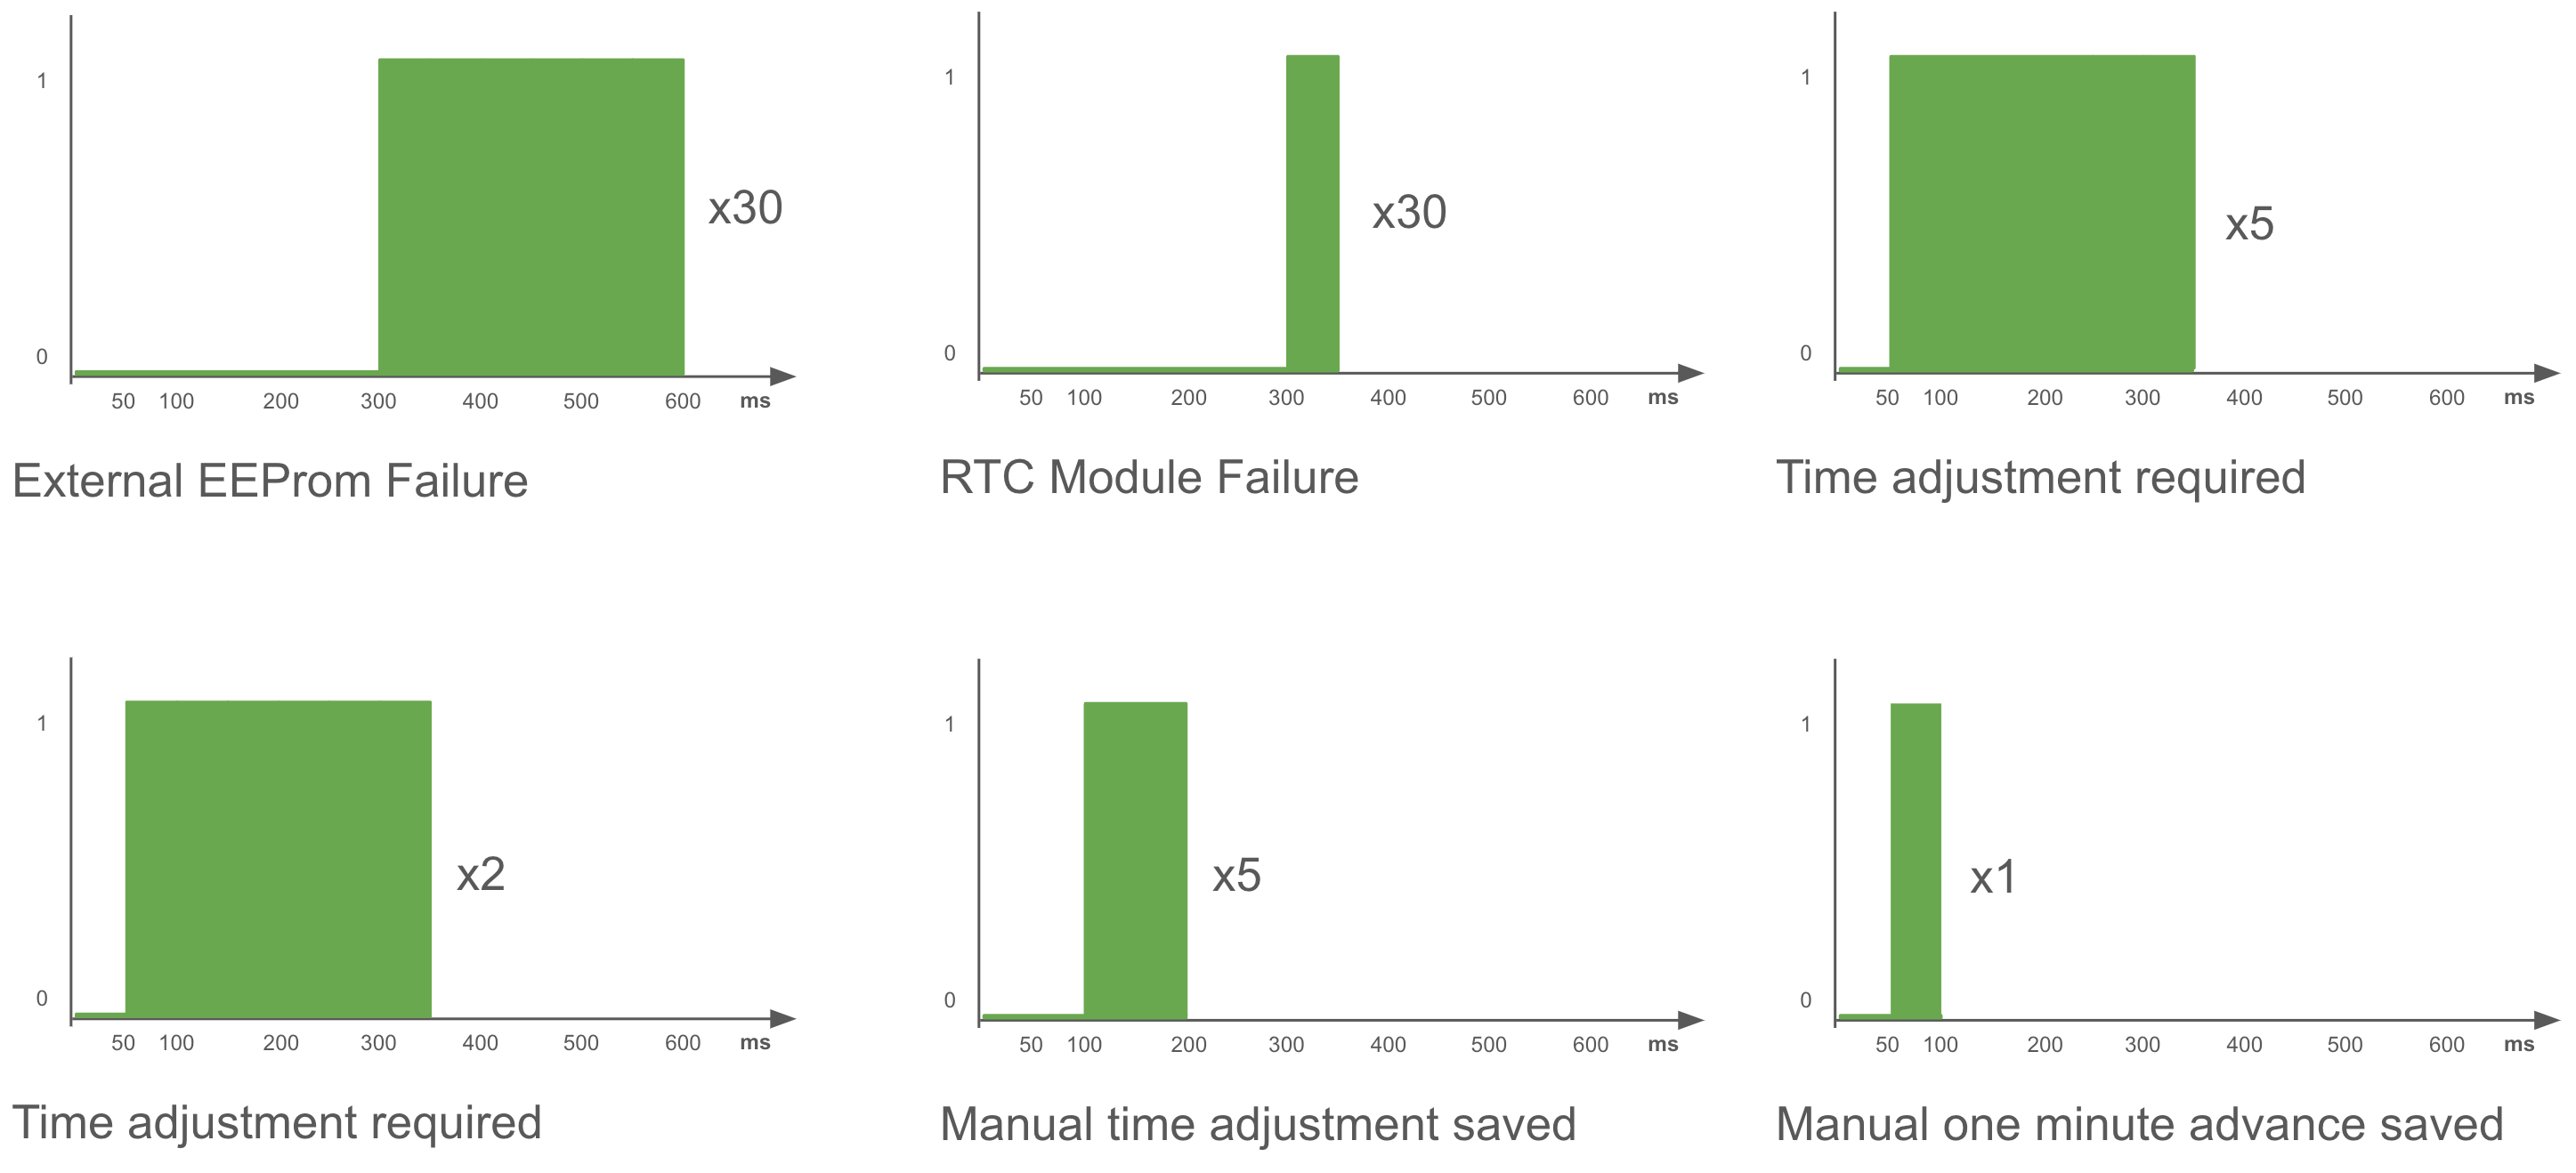 1
x30
0
50 100 200 300 400 500 600 ms
External EEProm Failure
1
x30
0
50 100 200 300 400 500 600 ms
RTC Module Failure
1
x5
0
50 100 200 300 400 500 600 ms
Time adjustment required
1
x2
0
50 100 200 300 400 500 600 ms
Time adjustment required
1
x5
0
50 100 200 300 400 500 600 ms
Manual time adjustment saved
1
x1
0
50 100 200 300 400 500 600 ms
Manual one minute advance saved